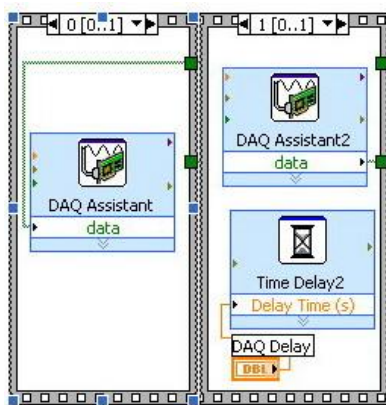 0 [0..1]
DAQ Assistant
data
1 [0..1]
DAQ Assistant2
data
Time Delay2
Delay Time (s)
DAQ Delay
DBL